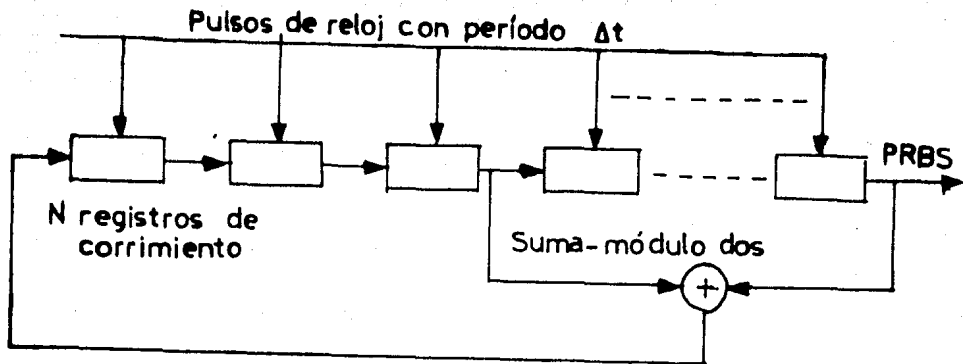 Pulsos de reloj con período Δt
PRBS
N registros de
corrimiento
Suma-módulo dos
+